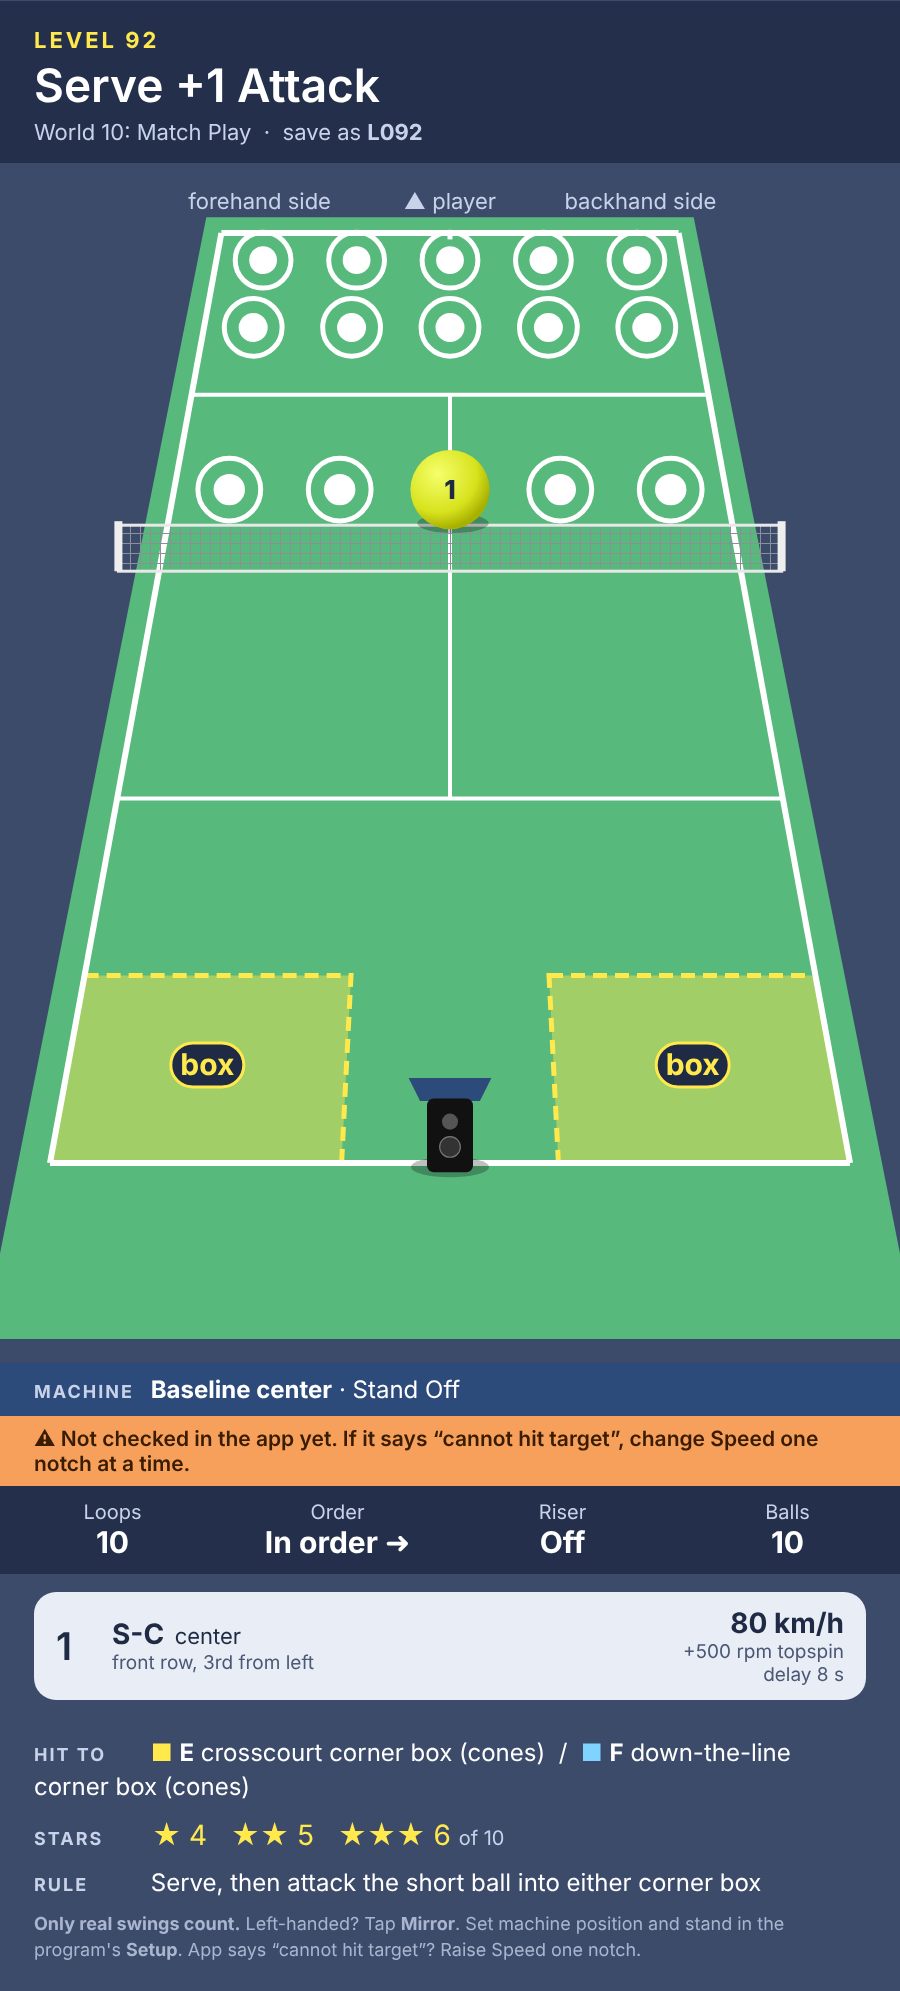 LEVEL 92
Serve +1 Attack
World 10: Match Play · save as L092
forehand side ▲ player backhand side
1
box box
MACHINE Baseline center · Stand Off
⚠ Not checked in the app yet. If it says “cannot hit target”, change Speed one
notch at a time.
Loops Order Riser Balls
10 In order ➜ Off 10
1 S-C center 80 km/h
front row, 3rd from left +500 rpm topspin
delay 8 s
HIT TO ■ E crosscourt corner box (cones) / ■ F down-the-line
corner box (cones)
STARS ★ 4 ★★ 5 ★★★ 6 of 10
RULE Serve, then attack the short ball into either corner box
Only real swings count. Left-handed? Tap Mirror. Set machine position and stand in the
program's Setup. App says “cannot hit target”? Raise Speed one notch.